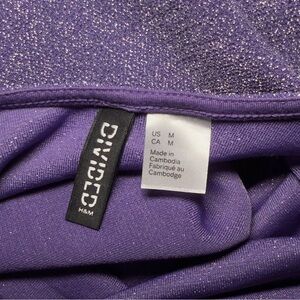 DIVIDED
H&M
US M
CA M
Made in
Cambodia
Fabriqué au
Cambodge